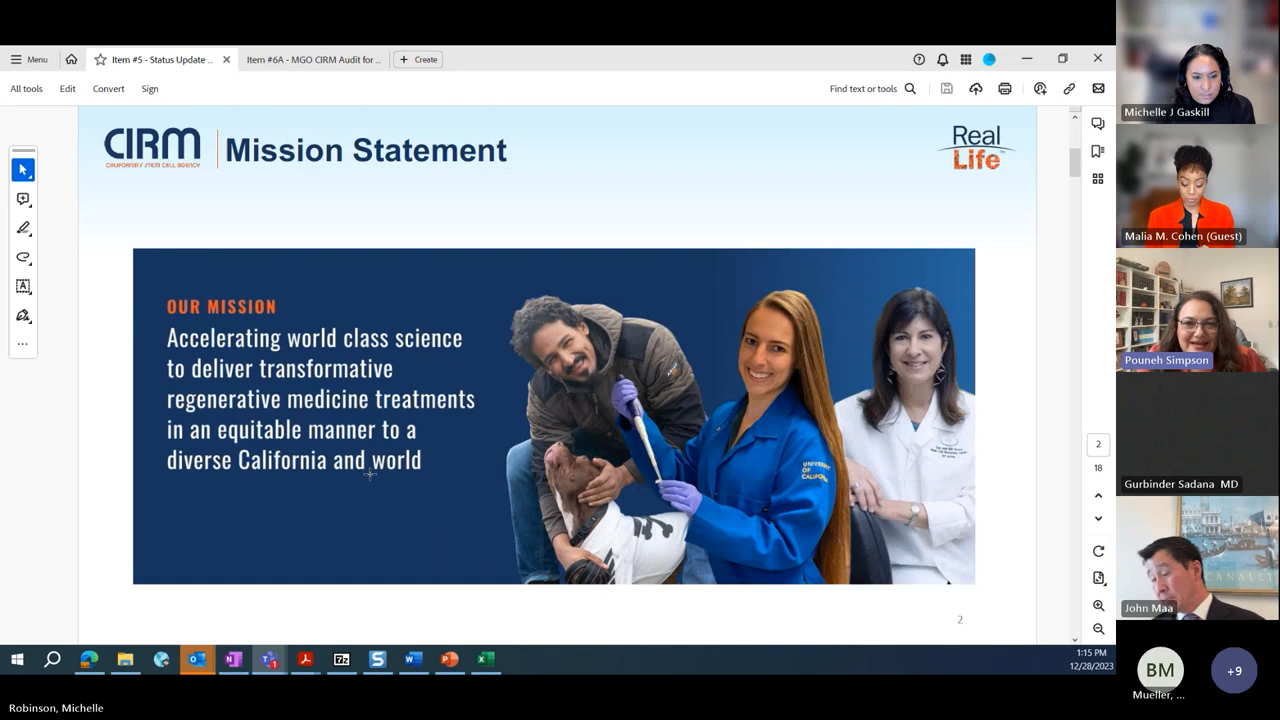 Menu
Item #5 - Status Update ...
Item #6A - MGO CIRM Audit for ...
Create
All tools
Edit
Convert
Sign
Find text or tools
CIRM
CALIFORNIA'S STEM CELL AGENCY
Mission Statement
Real
Life
OUR MISSION
Accelerating world class science
to deliver transformative
regenerative medicine treatments
in an equitable manner to a
diverse California and world
UNIVERSITY
OF
CALIFORNIA
2
2
18
1:15 PM
12/28/2023
Robinson, Michelle
Michelle J Gaskill
Malia M. Cohen (Guest)
Pouneh Simpson
Gurbinder Sadana MD
CANALET
John Maa
BM
Mueller, ...
+9